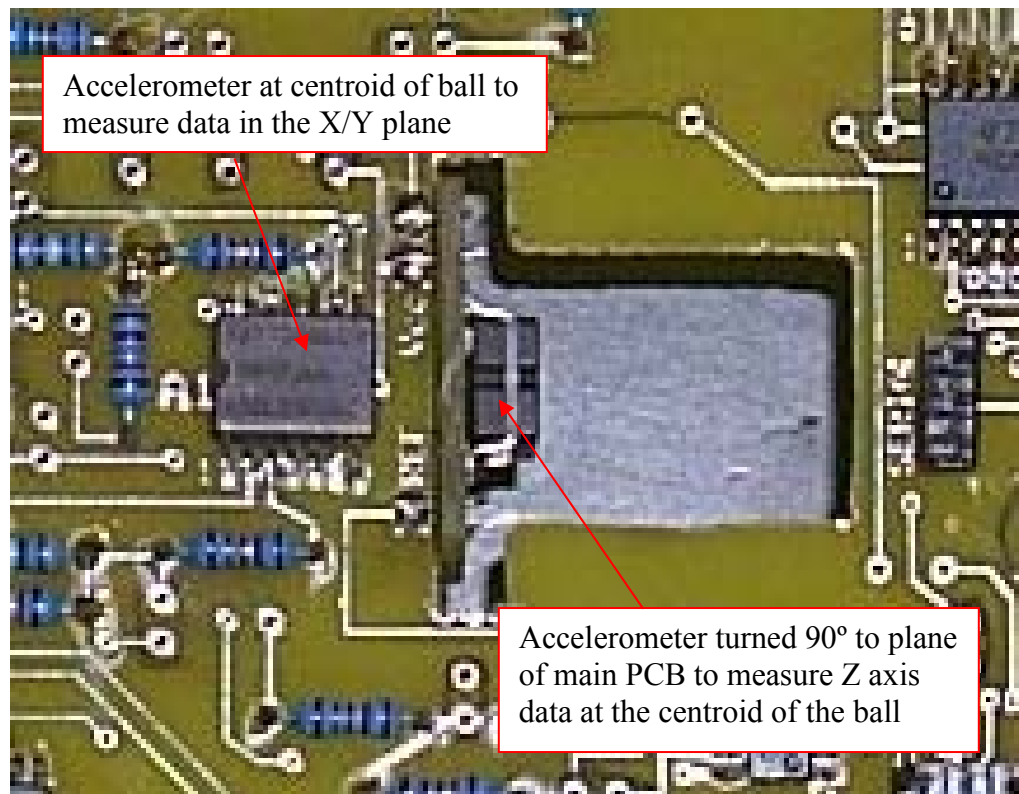 Accelerometer at centroid of ball to
measure data in the X/Y plane
A1
Accelerometer turned 90º to plane
of main PCB to measure Z axis
data at the centroid of the ball